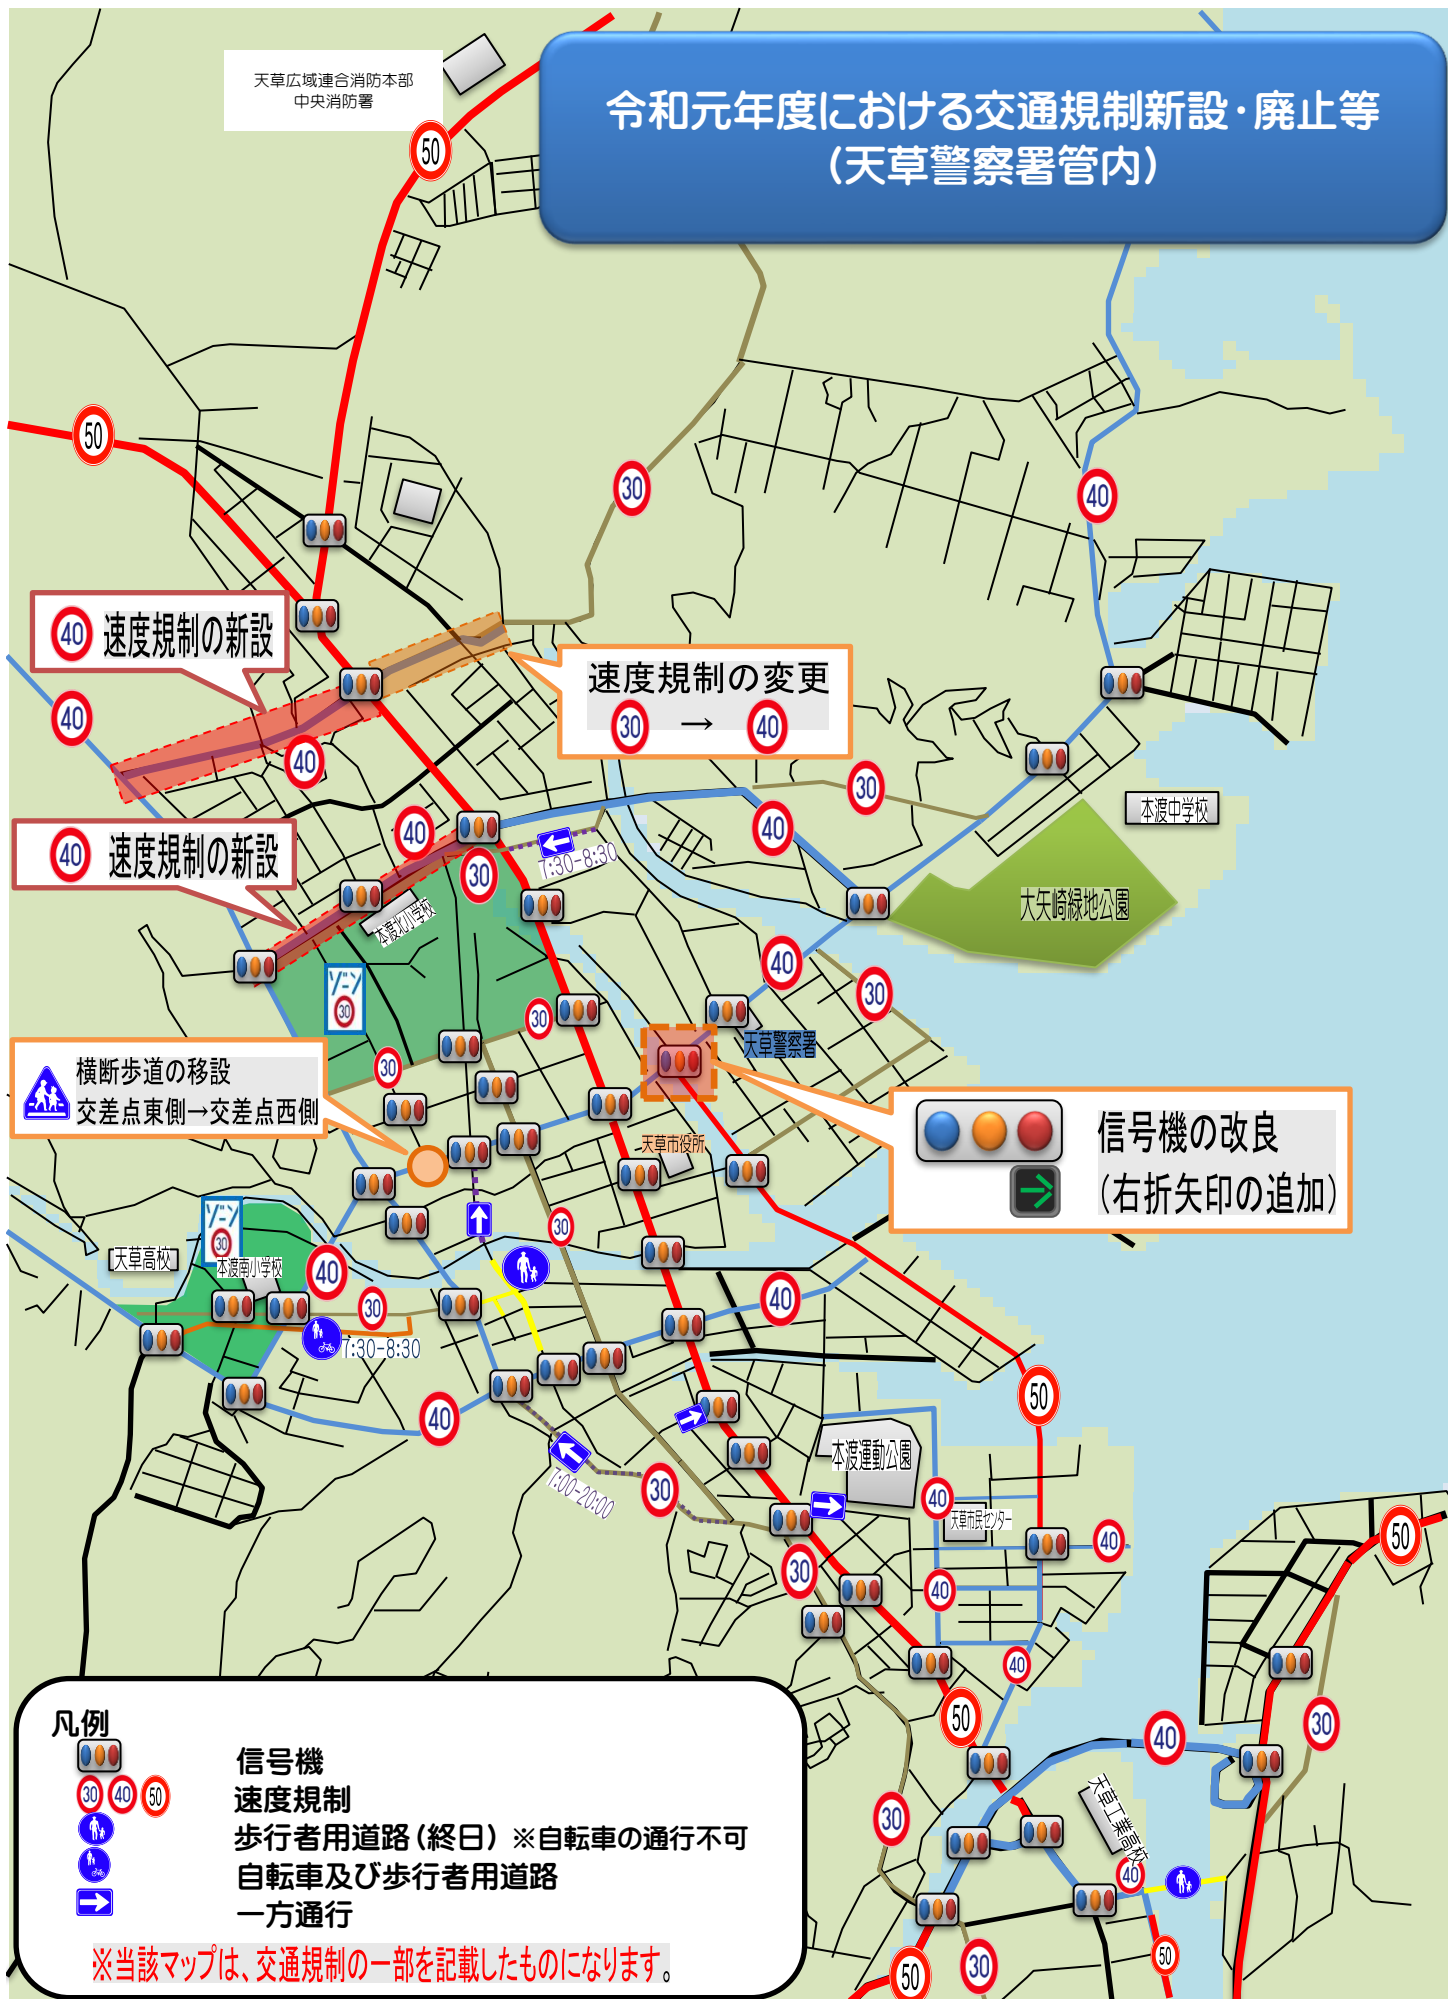 天草広域連合消防本部
中央消防署
令和元年度における交通規制新設・廃止等
(天草警察署管内)
50
50
30
40
40 速度規制の新設
40
速度規制の変更
30 → 40
40
30
40
40
本渡中学校
40 速度規制の新設
30
7:30-8:30
大矢崎緑地公園
本渡北小学校
ゾーン
30
40
30
30
30
天草警察署
横断歩道の移設
交差点東側→交差点西側
信号機の改良
(右折矢印の追加)
天草市役所
ゾーン
30
天草高校
本渡南小学校
40
30
30
7:30-8:30
40
40
50
本渡運動公園
7:00-20:00
30
40
天草市民センター
40
30
40
50
40
50
30
40
30
天草工業高校
40
50
30
50
凡例
信号機
30 40 50 速度規制
歩行者用道路(終日) ※自転車の通行不可
自転車及び歩行者用道路
一方通行
※当該マップは、交通規制の一部を記載したものになります。